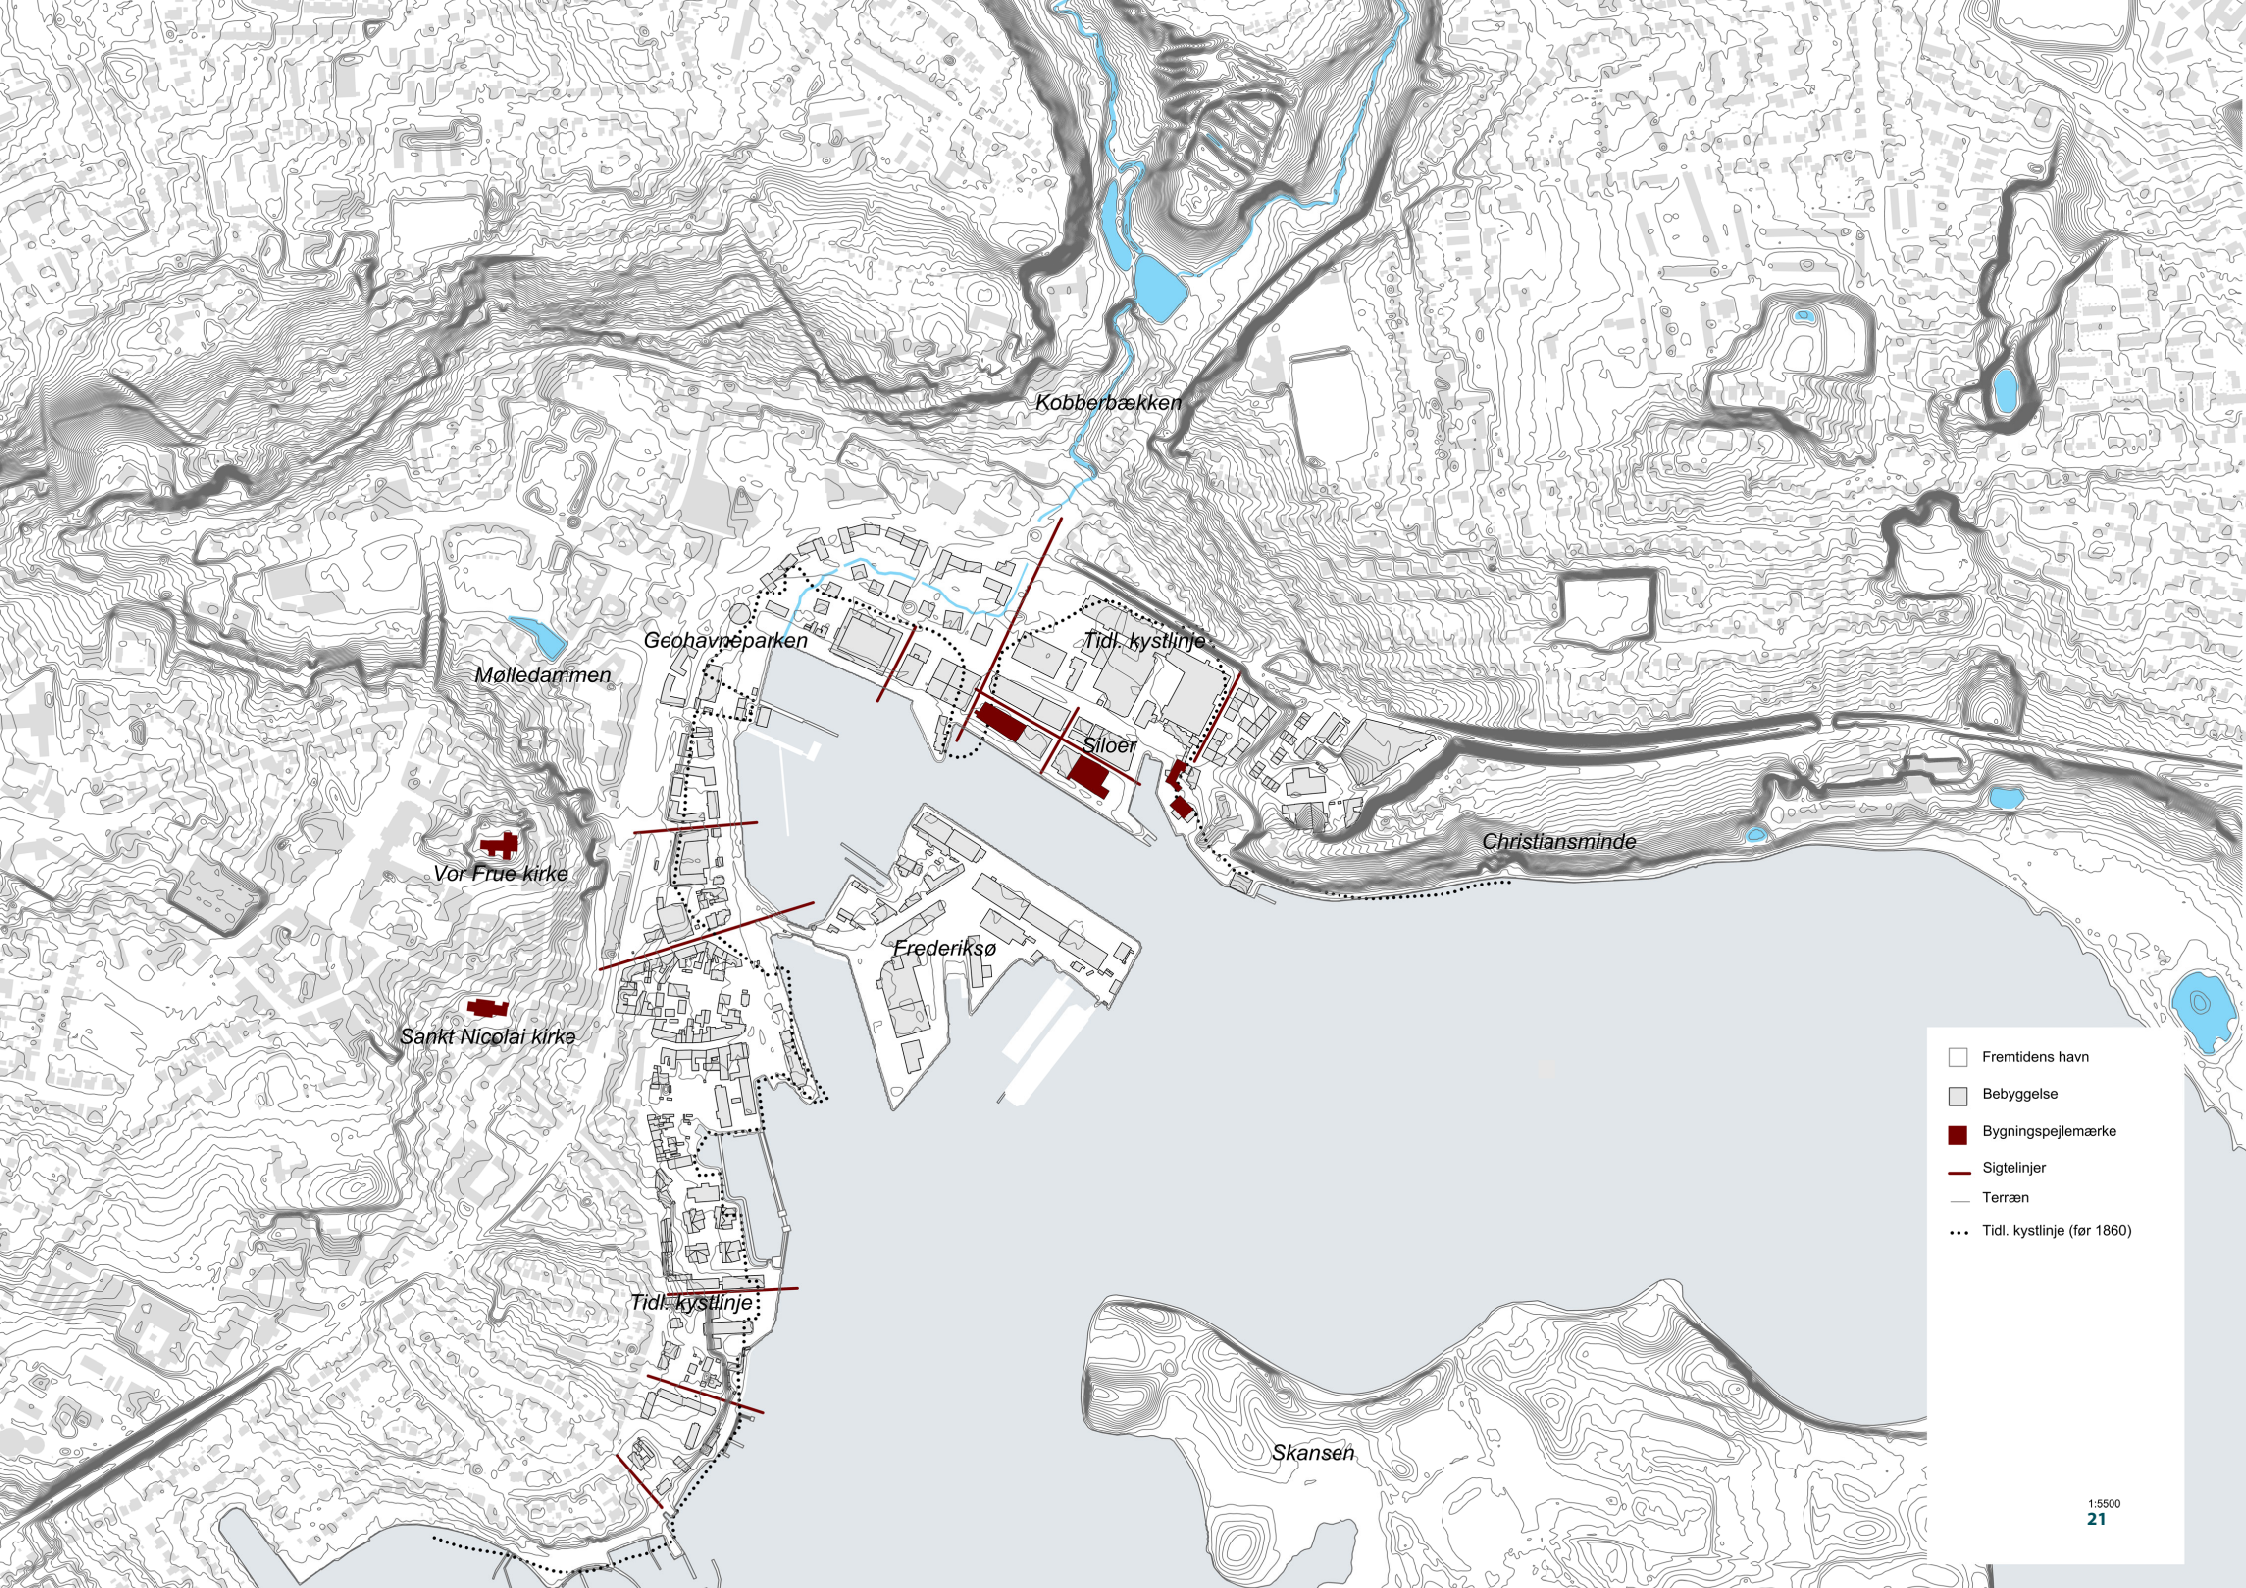 Kobberbækken
Geohavneparken
Tidl. kystlinje
Mølledammen
Siloer
Christiansminde
Vor Frue kirke
Frederiksø
Sankt Nicolai kirke
Tidl. kystlinje
Skansen
Fremtidens havn
Bebyggelse
Bygningspejlemærke
Sigtelinjer
Terræn
Tidl. kystlinje (før 1860)
1:5500
21